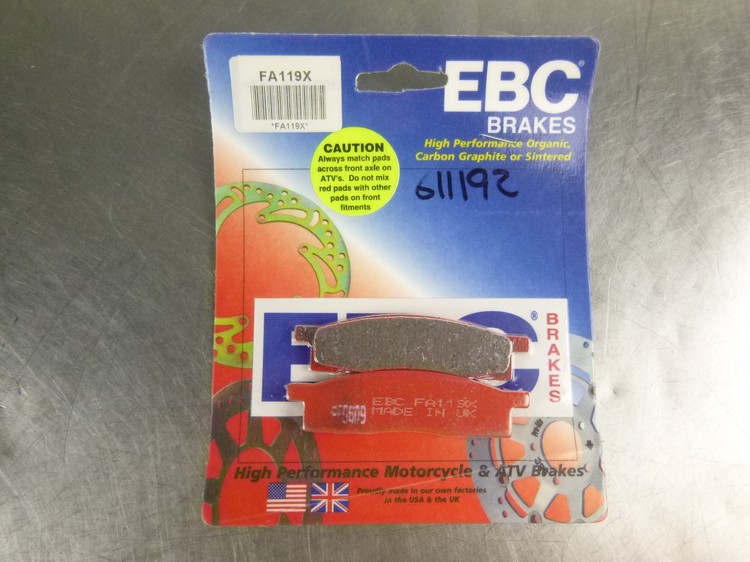 FA119X
*FA119X*
EBC®
BRAKES
High Performance Organic,
Carbon Graphite or Sintered
CAUTION
Always match pads
across front axle on
ATV's. Do not mix
red pads with other
pads on front
fitments
611192
EBC®
BRAKES
EBC FA119X
MADE IN UK
High Performance Motorcycle & ATV Brakes
Proudly made in our own factories
in the USA & the UK